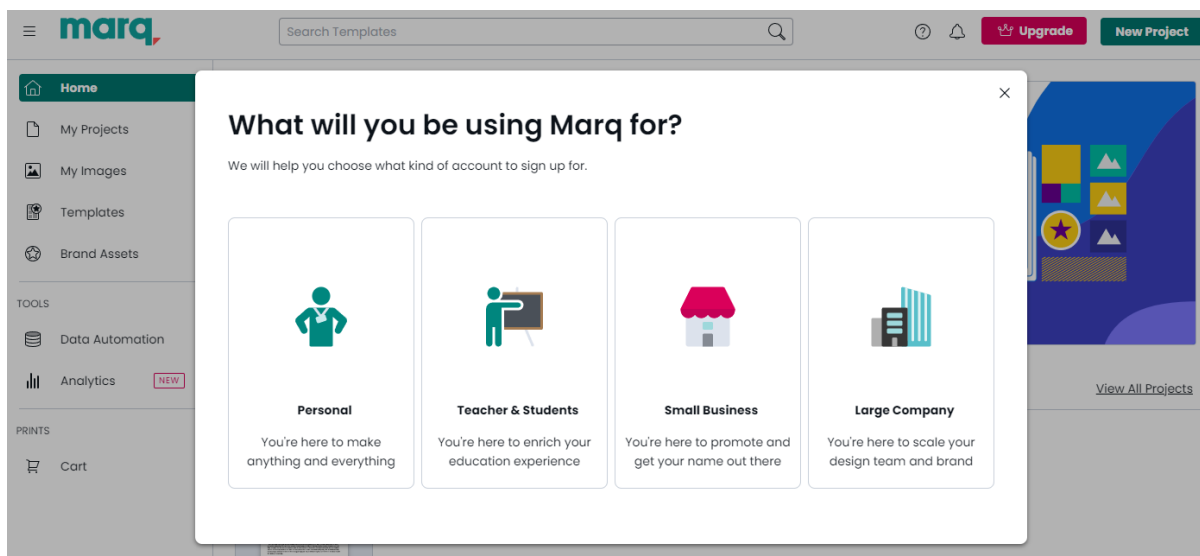 marq
Search Templates
Upgrade
New Project
Home
My Projects
My Images
Templates
Brand Assets
TOOLS
Data Automation
Analytics
NEW
PRINTS
Cart
What will you be using Marq for?
We will help you choose what kind of account to sign up for.
Personal
You're here to make
anything and everything
Teacher & Students
You're here to enrich your
education experience
Small Business
You're here to promote and
get your name out there
Large Company
You're here to scale your
design team and brand
View All Projects